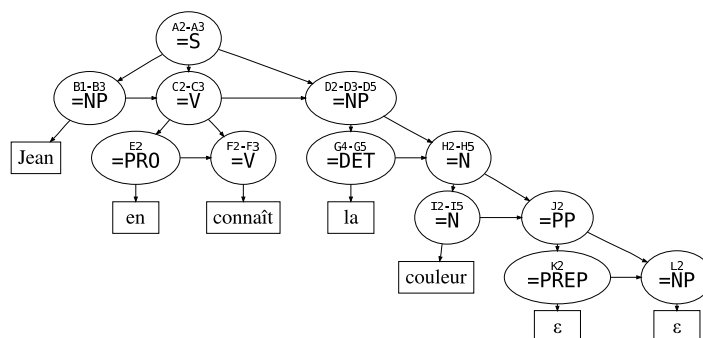 A2-A3
=S
B1-B3
=NP
C2-C3
=V
D2-D3-D5
=NP
Jean
E2
=PRO
F2-F3
=V
G4-G5
=DET
H2-H5
=N
en
connaît
la
I2-I5
=N
J2
=PP
couleur
K2
=PREP
L2
=NP
ε
ε